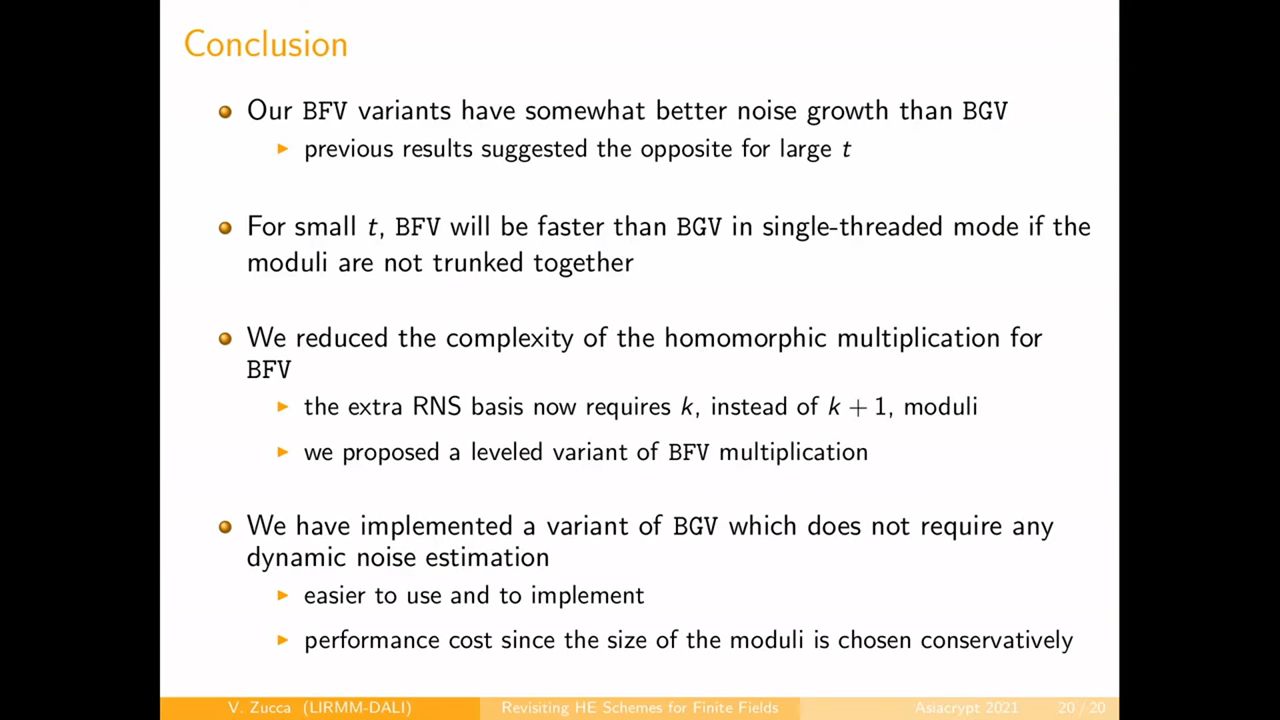 Conclusion
Our BFV variants have somewhat better noise growth than BGV
previous results suggested the opposite for large t
For small t, BFV will be faster than BGV in single-threaded mode if the
moduli are not trunked together
We reduced the complexity of the homomorphic multiplication for
BFV
the extra RNS basis now requires k, instead of k + 1, moduli
we proposed a leveled variant of BFV multiplication
We have implemented a variant of BGV which does not require any
dynamic noise estimation
easier to use and to implement
performance cost since the size of the moduli is chosen conservatively
V. Zucca (LIRMM-DALI) Revisiting HE Schemes for Finite Fields Asiacrypt 2021 20 / 20